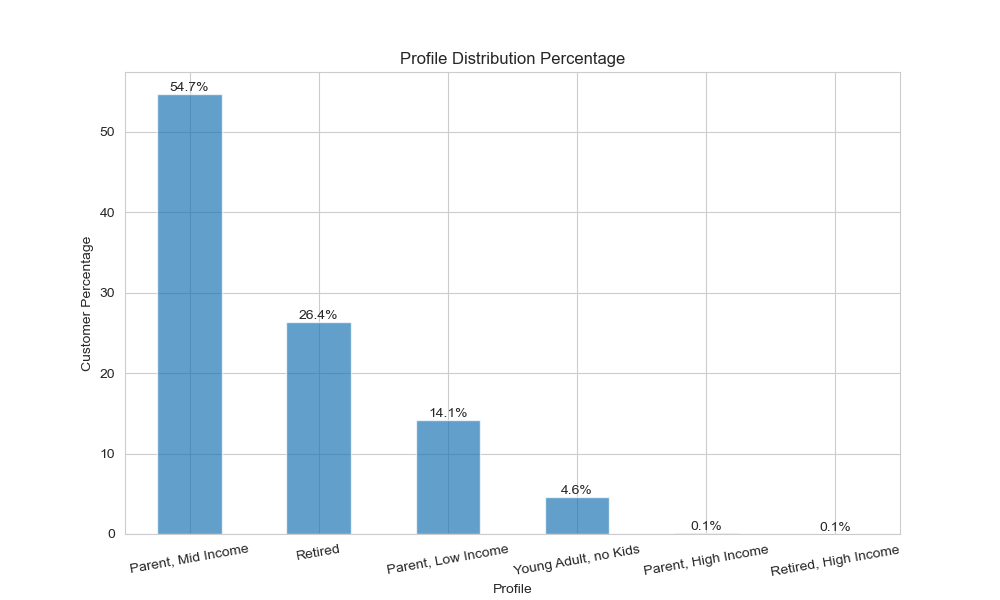 Profile Distribution Percentage
54.7%
50
40
30
26.4%
20
14.1%
10
4.6%
0.1%
0.1%
0
Customer Percentage
Parent, Mid Income
Retired
Parent, Low Income
Young Adult, no Kids
Parent, High Income
Retired, High Income
Profile